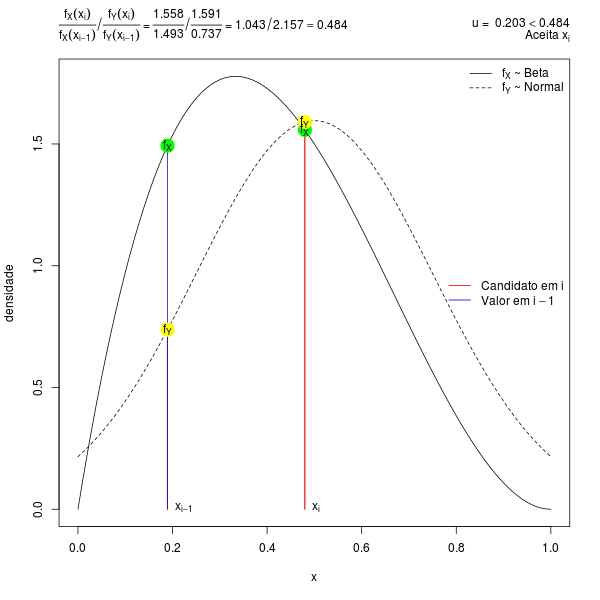 fX(xi) / fY(xi) = 1.558 / 1.591 = 1.043/2.157 = 0.484
fX(xi−1) fY(xi−1) 1.493 0.737
u = 0.203 < 0.484
Aceita xi
fX ~ Beta
fY ~ Normal
fY
fX
fX
Candidato em i
Valor em i − 1
fY
xi−1
xi
densidade
0.0
0.5
1.0
1.5
0.0 0.2 0.4 0.6 0.8 1.0
x